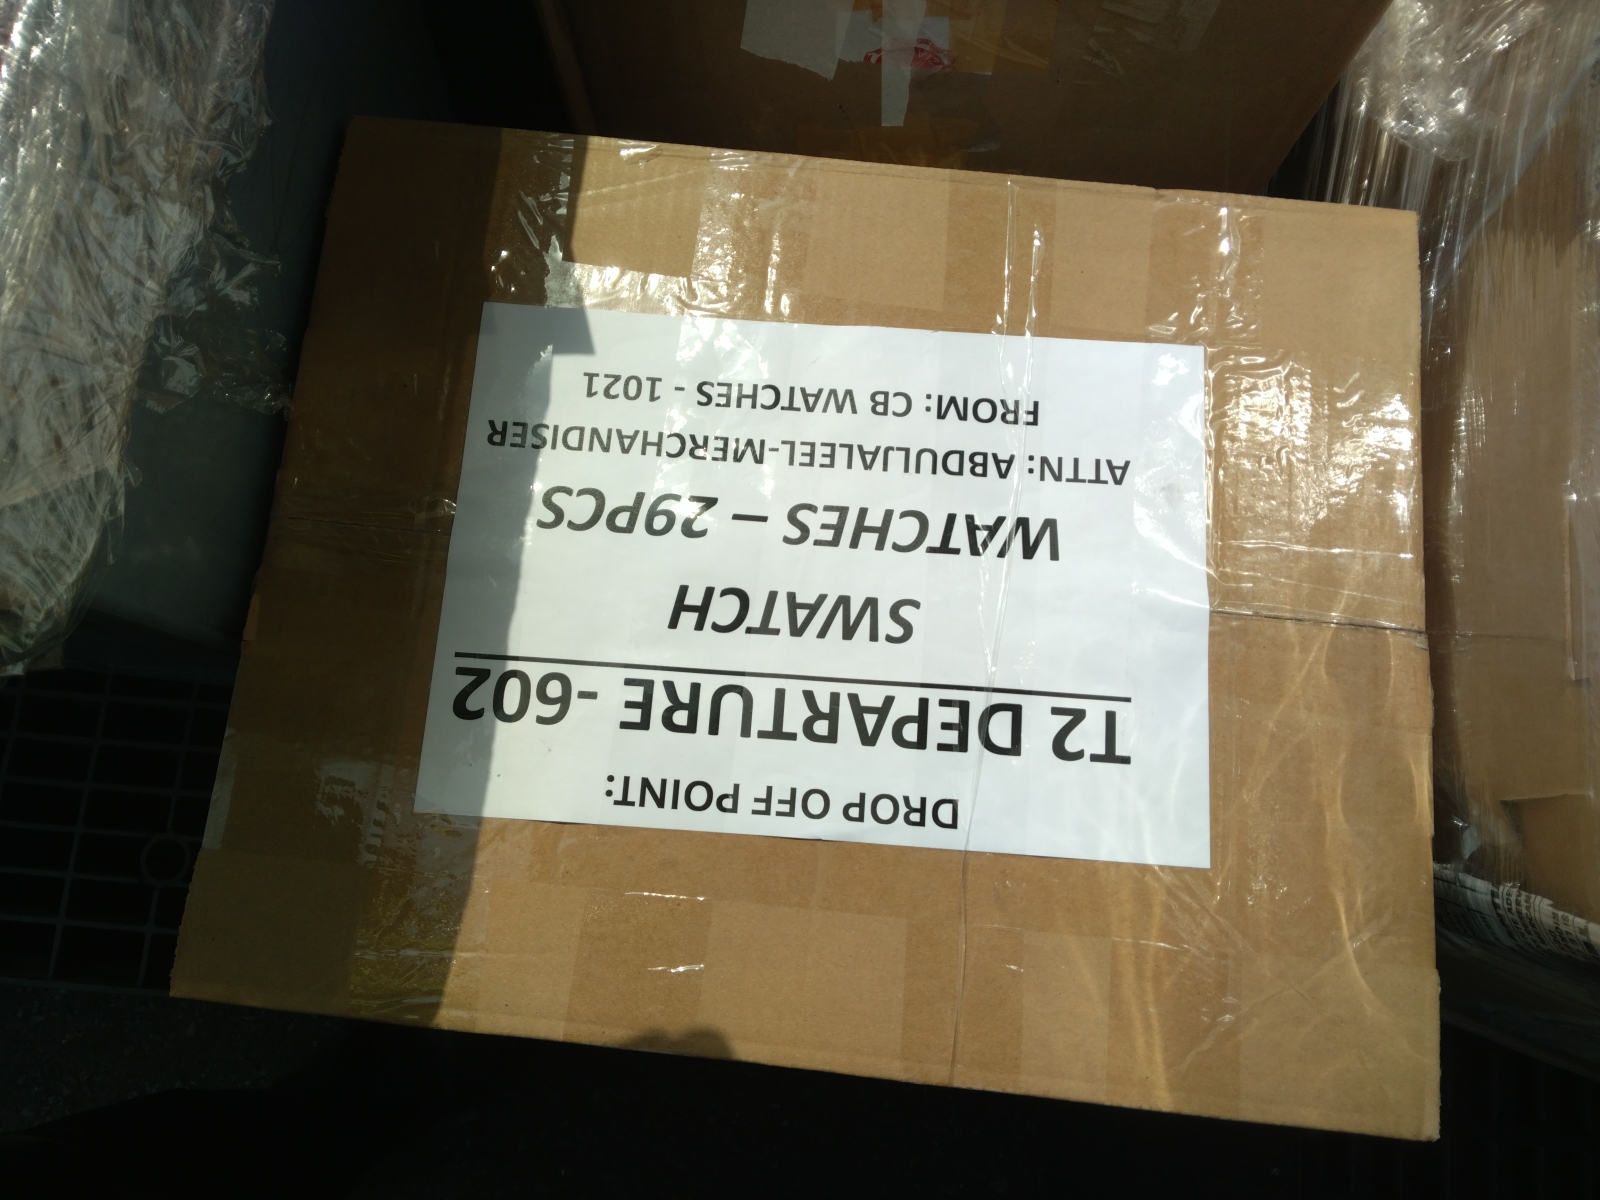 DROP OFF POINT:
T2 DEPARTURE -602
SWATCH
WATCHES – 29PCS
ATTN: ABDULJALEEL-MERCHANDISER
FROM: CB WATCHES - 1021